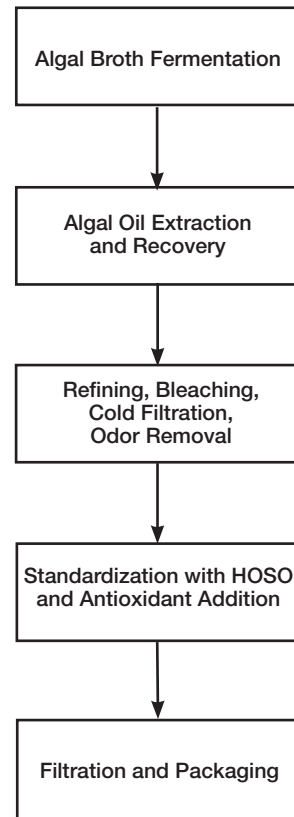 Algal Broth Fermentation
Algal Oil Extraction
and Recovery
Refining, Bleaching,
Cold Filtration,
Odor Removal
Standardization with HOSO
and Antioxidant Addition
Filtration and Packaging